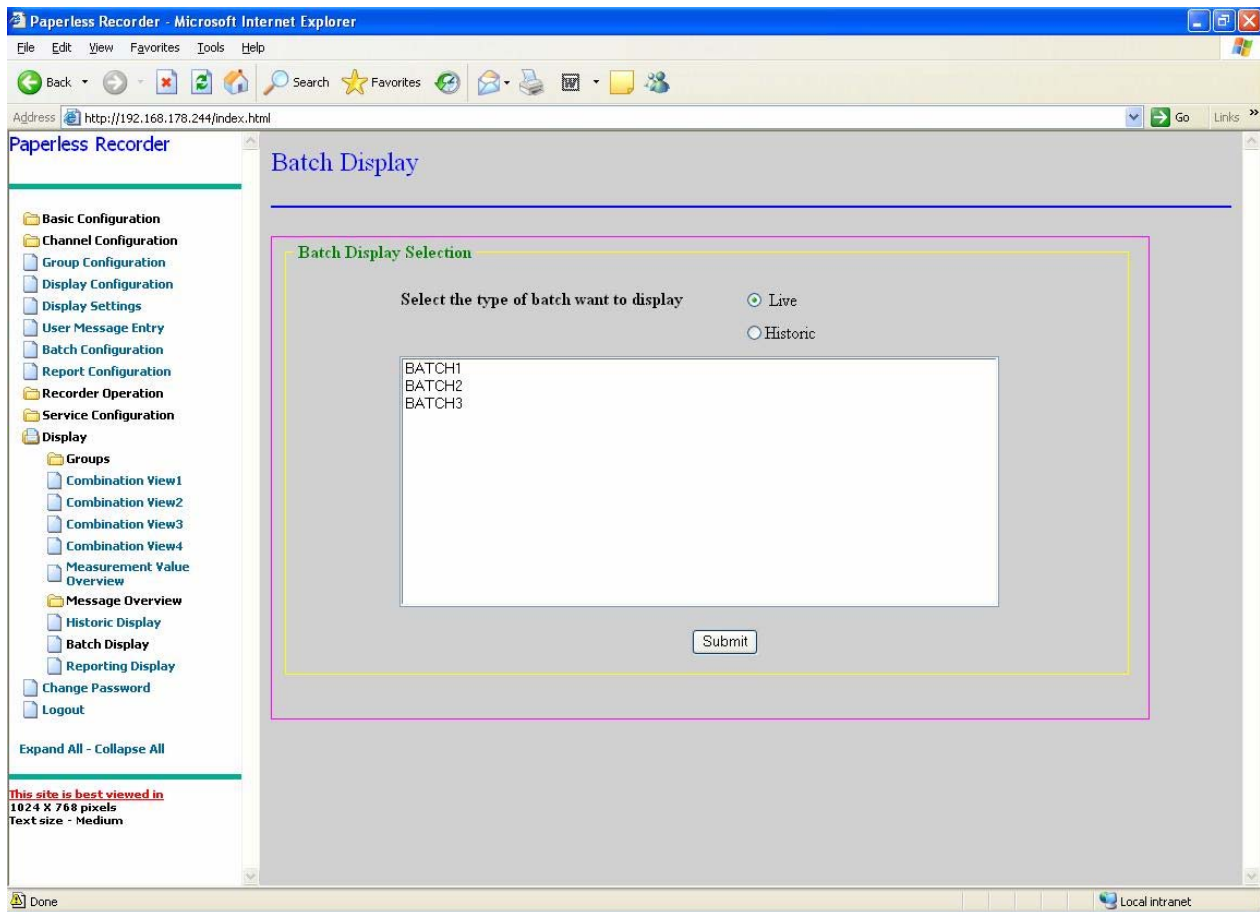 Paperless Recorder - Microsoft Internet Explorer
File Edit View Favorites Tools Help
Back Search Favorites
Address http://192.168.178.244/index.html Go Links »
Paperless Recorder
Basic Configuration
Channel Configuration
Group Configuration
Display Configuration
Display Settings
User Message Entry
Batch Configuration
Report Configuration
Recorder Operation
Service Configuration
Display
Groups
Combination View1
Combination View2
Combination View3
Combination View4
Measurement Value
Overview
Message Overview
Historic Display
Batch Display
Reporting Display
Change Password
Logout
Expand All - Collapse All
This site is best viewed in
1024 X 768 pixels
Text size - Medium
Batch Display
Batch Display Selection
Select the type of batch want to display
Live
Historic
BATCH1
BATCH2
BATCH3
Submit
Done
Local intranet